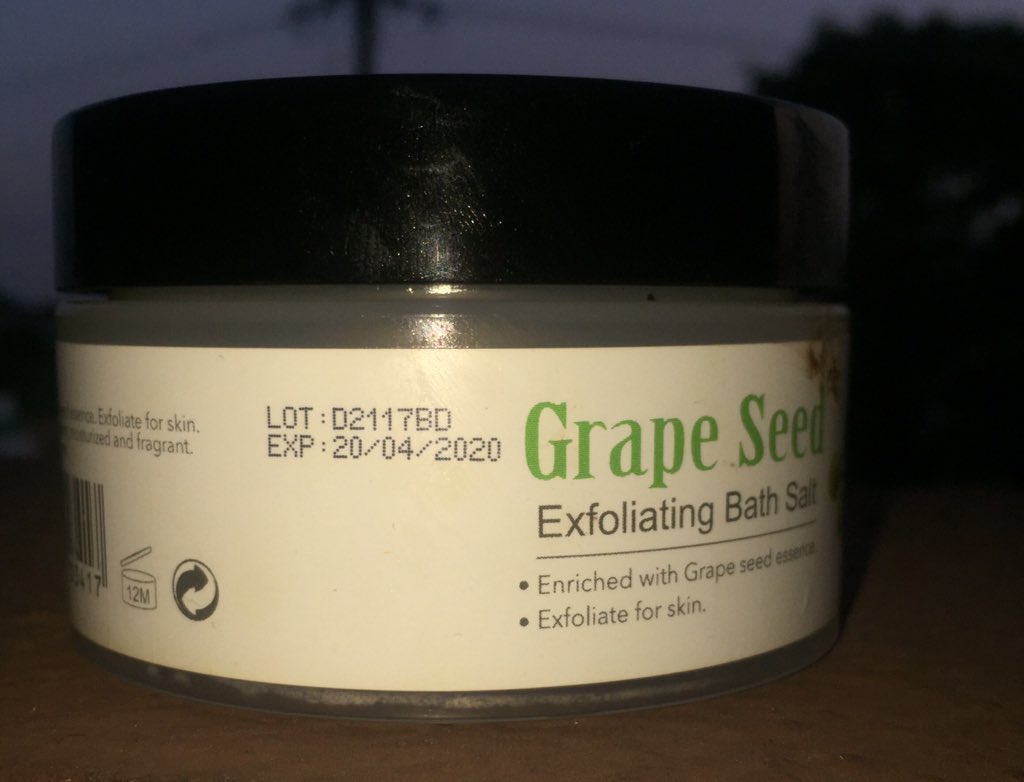 essence. Exfoliate for skin.
moisturized and fragrant.
LOT:D2117BD
EXP:20/04/2020
Grape Seed
Exfoliating Bath Salt
• Enriched with Grape seed essence.
• Exfoliate for skin.
12M